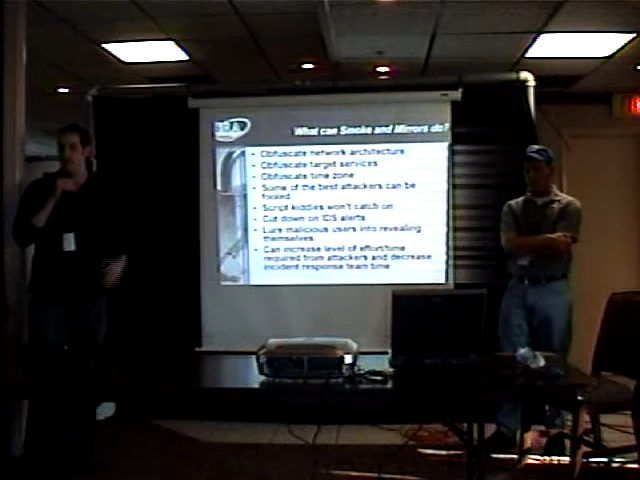 What can Smoke and Mirrors do?
- Obfuscate network architecture
- Obfuscate target services
- Obfuscate time zone
- Some of the best attackers can be
fooled
- Script kiddies won't catch on
- Cut down on IDS alerts
- Lure malicious users into revealing
themselves
- Can increase level of effort/time
required from attackers and decrease
incident response team time